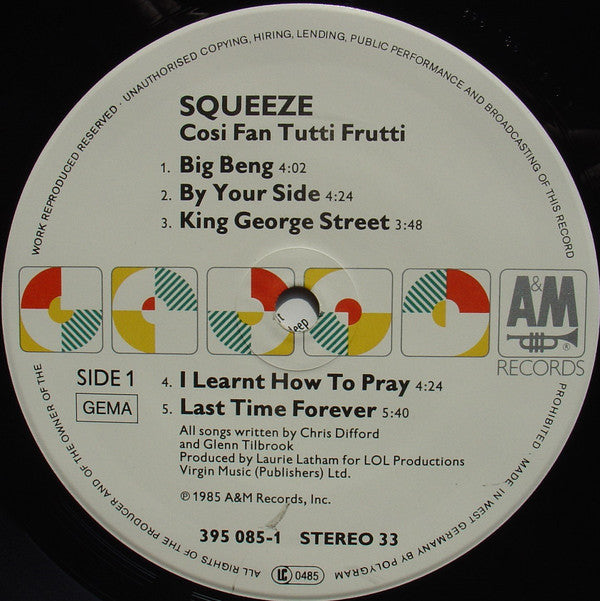 WORK REPRODUCED RESERVED · UNAUTHORISED COPYING, HIRING, LENDING, PUBLIC PERFORMANCE AND BROADCASTING OF THIS RECORD
SQUEEZE
Cosi Fan Tutti Frutti
1. Big Beng 4:02
2. By Your Side 4:24
3. King George Street 3:48
A&M
®
RECORDS
SIDE 1
GEMA
4. I Learnt How To Pray 4:24
5. Last Time Forever 5:40
All songs written by Chris Difford
and Glenn Tilbrook
Produced by Laurie Latham for LOL Productions
Virgin Music (Publishers) Ltd.
℗ 1985 A&M Records, Inc.
395 085-1 STEREO 33
LC 0485
PROHIBITED · MADE IN WEST GERMANY BY POLYGRAM
ALL RIGHTS OF THE PRODUCER AND OF THE OWNER OF THE